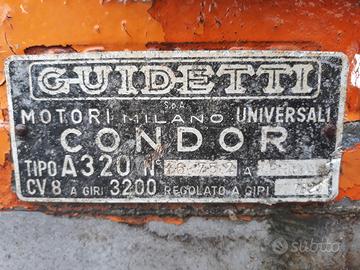 GUIDETTI
S.p.A.
MOTORI MILANO UNIVERSALI
CONDOR
TIPO A320 N° A
CV 8 A GIRI 3200 REGOLATO A GIRI
subito